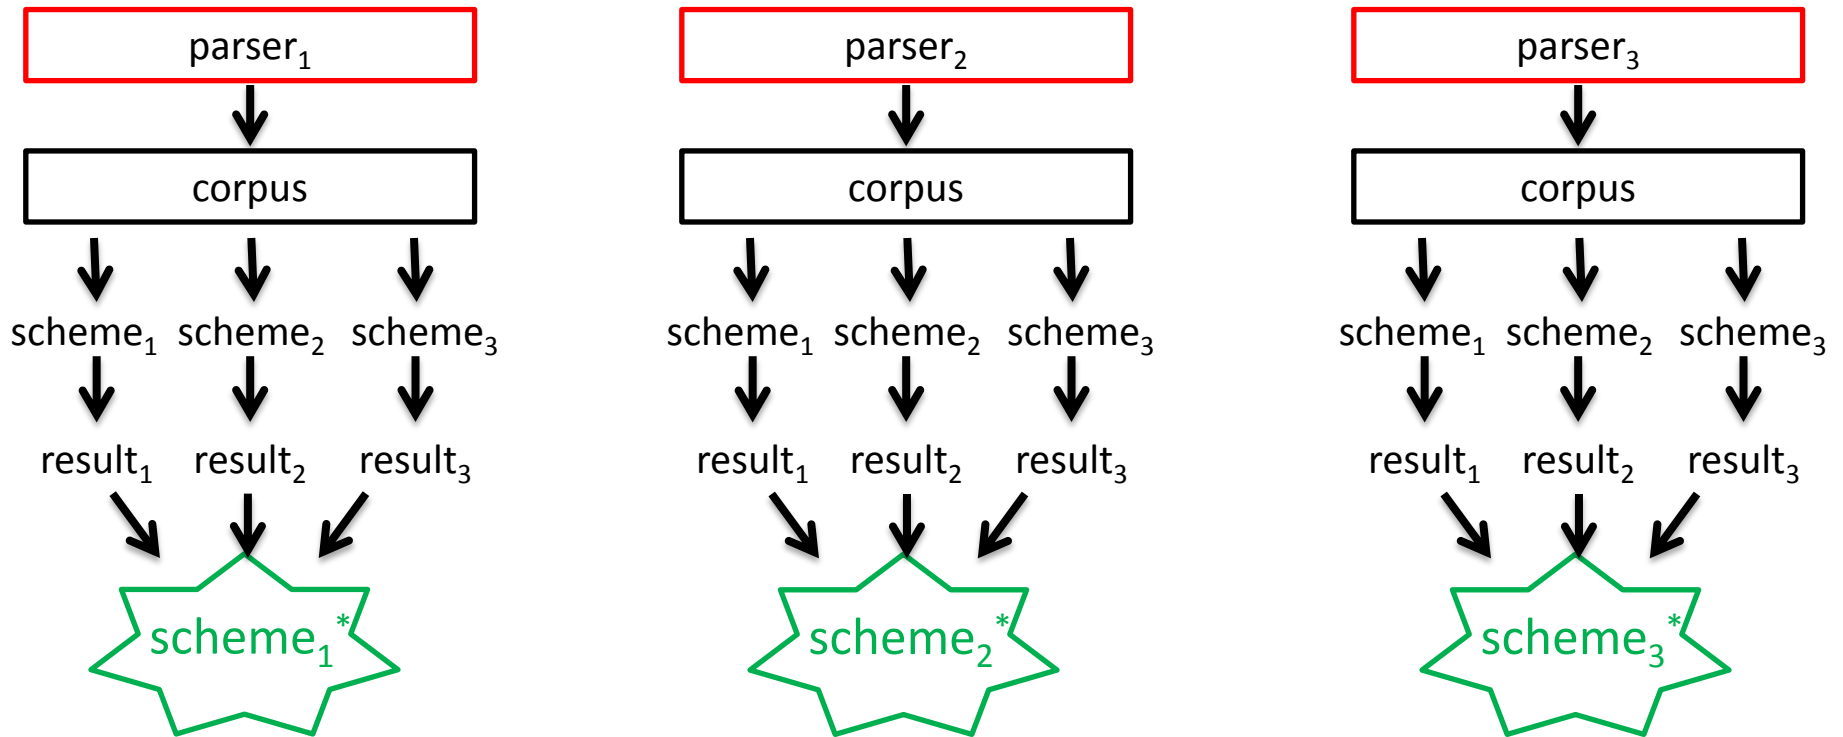 parser₁ parser₂ parser₃
corpus corpus corpus
scheme₁ scheme₂ scheme₃ scheme₁ scheme₂ scheme₃ scheme₁ scheme₂ scheme₃
result₁ result₂ result₃ result₁ result₂ result₃ result₁ result₂ result₃
scheme₁* scheme₂* scheme₃*